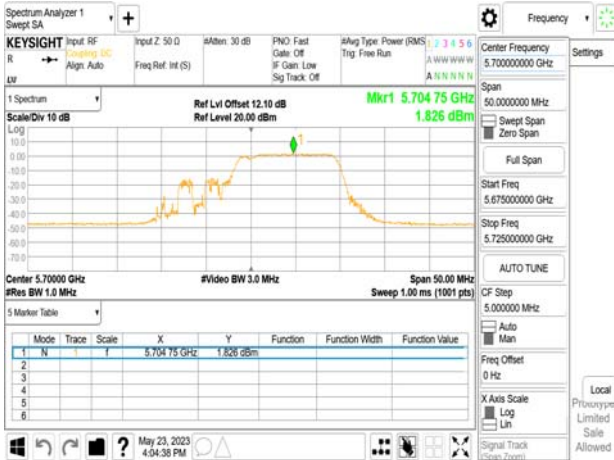 Spectrum Analyzer 1
Swept SA
+
Frequency
KEYSIGHT
Input: RF
Coupling: DC
Align: Auto
Input Z: 50 Ω
Freq Ref: Int (S)
#Atten: 30 dB
PNO: Fast
Gate: Off
IF Gain: Low
Sig Track: Off
#Avg Type: Power (RMS
Trig: Free Run
1 2 3 4 5 6
A W W W W W
A N N N N N
R
1 Spectrum
Scale/Div 10 dB
Ref Lvl Offset 12.10 dB
Ref Level 20.00 dBm
Mkr1 5.704 75 GHz
1.826 dBm
Log
10.0
0.00
-10.0
-20.0
-30.0
-40.0
-50.0
-60.0
-70.0
1
Center 5.70000 GHz
#Res BW 1.0 MHz
#Video BW 3.0 MHz
Span 50.00 MHz
Sweep 1.00 ms (1001 pts)
5 Marker Table
Mode Trace Scale X Y Function Function Width Function Value
1 N 1 f 5.704 75 GHz 1.826 dBm
2
3
4
5
6
May 23, 2023
4:04:38 PM
Center Frequency
5.700000000 GHz
Settings
Span
50.0000000 MHz
Swept Span
Zero Span
Full Span
Start Freq
5.675000000 GHz
Stop Freq
5.725000000 GHz
AUTO TUNE
CF Step
5.000000 MHz
Auto
Man
Freq Offset
0 Hz
X Axis Scale
Log
Lin
Signal Track
(Span Zoom)
Local
Prototype
Limited
Sale
Allowed